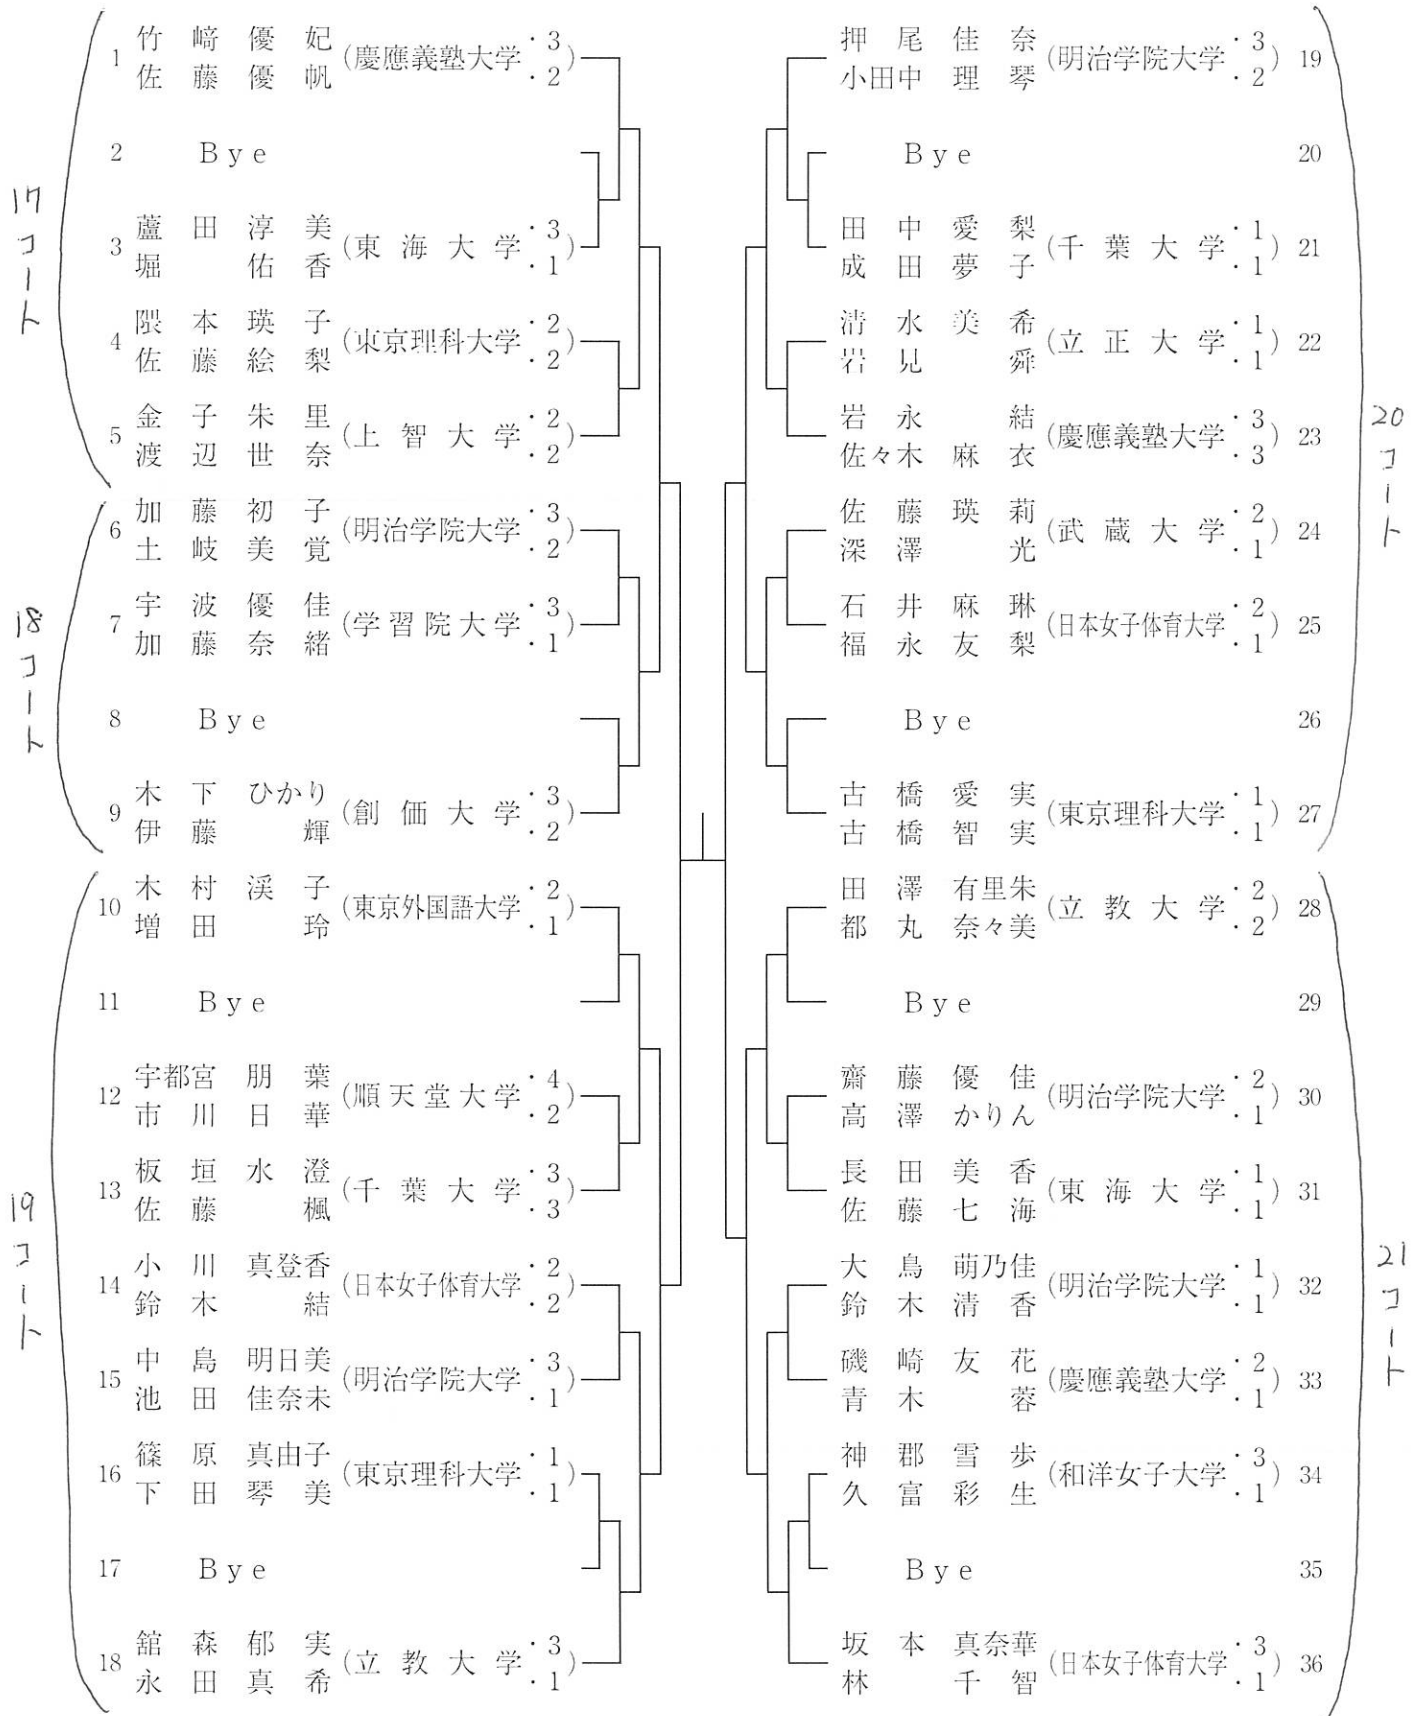 17コート
1 竹﨑優妃 (慶應義塾大学・3)
佐藤優帆 ・2
2 Bye
3 蘆田淳美 (東海大学・3)
堀佑香 ・1
4 隈本瑛子 (東京理科大学・2)
佐藤絵梨 ・2
5 金子朱里 (上智大学・2)
渡辺世奈 ・2
18コート
6 加藤初子 (明治学院大学・3)
土岐美覚 ・2
7 宇波優佳 (学習院大学・3)
加藤奈緒 ・1
8 Bye
9 木下ひかり (創価大学・3)
伊藤輝 ・2
19コート
10 木村渓子 (東京外国語大学・2)
増田玲 ・1
11 Bye
12 宇都宮朋葉 (順天堂大学・4)
市川日華 ・2
13 板垣水澄 (千葉大学・3)
佐藤楓 ・3
14 小川真登香 (日本女子体育大学・2)
鈴木結 ・2
15 中島明日美 (明治学院大学・3)
池田佳奈未 ・1
16 篠原真由子 (東京理科大学・1)
下田琴美 ・1
17 Bye
18 舘森郁実 (立教大学・3)
永田真希 ・1
20コート
押尾佳奈 (明治学院大学・3) 19
小田中理琴 ・2
Bye 20
田中愛梨 (千葉大学・1) 21
成田夢子 ・1
清水美希 (立正大学・1) 22
岩見舜 ・1
岩永結 (慶應義塾大学・3) 23
佐々木麻衣 ・3
佐藤瑛莉 (武蔵大学・2) 24
深澤光 ・1
石井麻琳 (日本女子体育大学・2) 25
福永友梨 ・1
Bye 26
古橋愛実 (東京理科大学・1) 27
古橋智実 ・1
21コート
田澤有里朱 (立教大学・2) 28
都丸奈々美 ・2
Bye 29
齋藤優佳 (明治学院大学・2) 30
高澤かりん ・1
長田美香 (東海大学・1) 31
佐藤七海 ・1
大鳥萌乃佳 (明治学院大学・1) 32
鈴木清香 ・1
磯崎友花 (慶應義塾大学・2) 33
青木蓉 ・1
神郡雪歩 (和洋女子大学・3) 34
久富彩生 ・1
Bye 35
坂本真奈華 (日本女子体育大学・3) 36
林千智 ・1